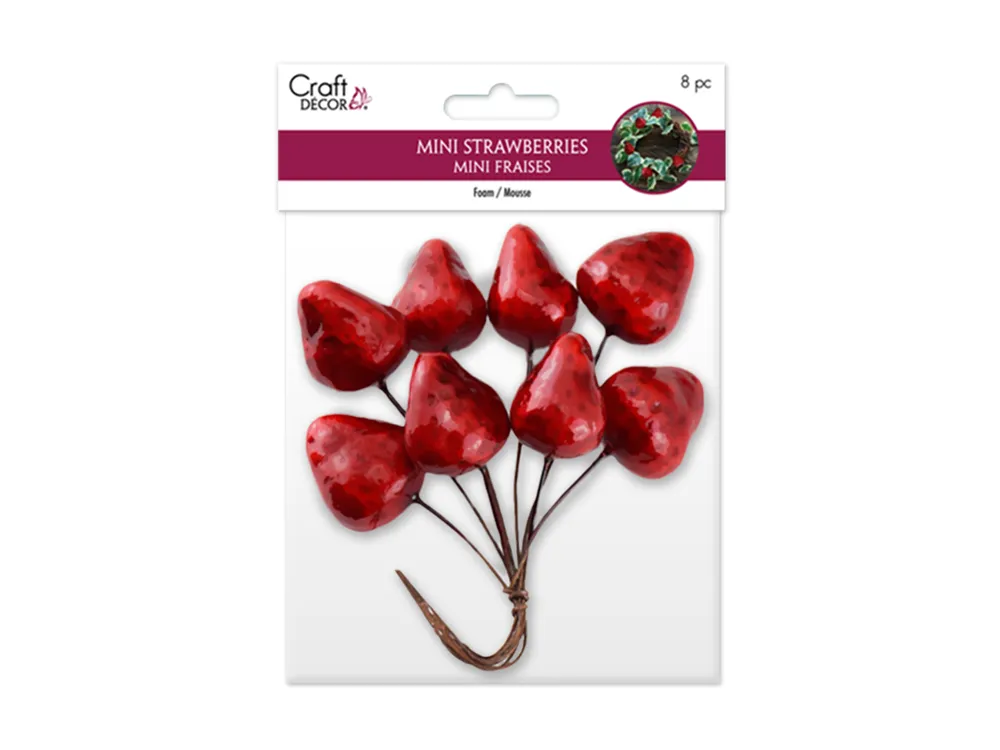 Craft
DÉCOR
8 pc
MINI STRAWBERRIES
MINI FRAISES
Foam / Mousse